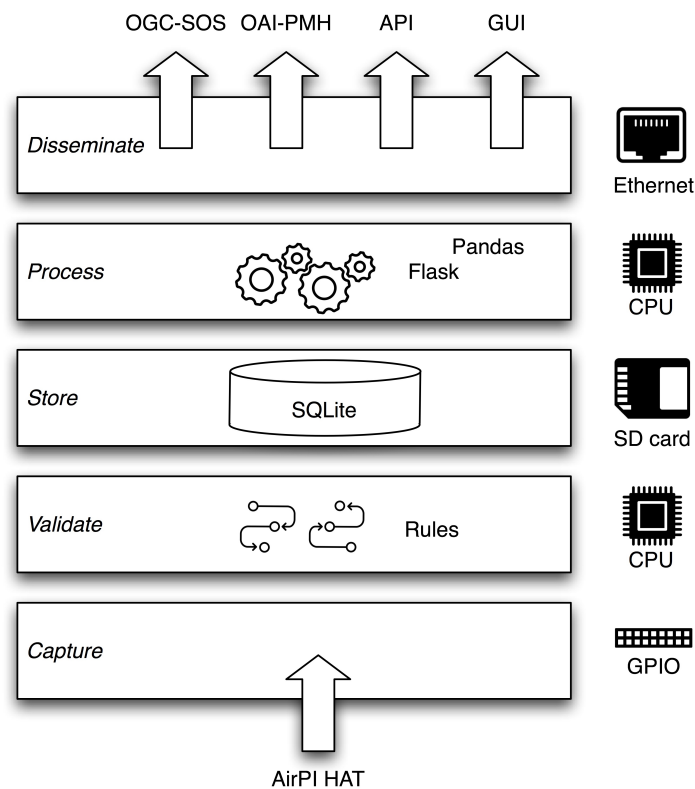 OGC-SOS OAI-PMH API GUI
Disseminate
Ethernet
Pandas
Process
Flask
CPU
Store
SQLite
SD card
Validate
Rules
CPU
Capture
GPIO
AirPI HAT